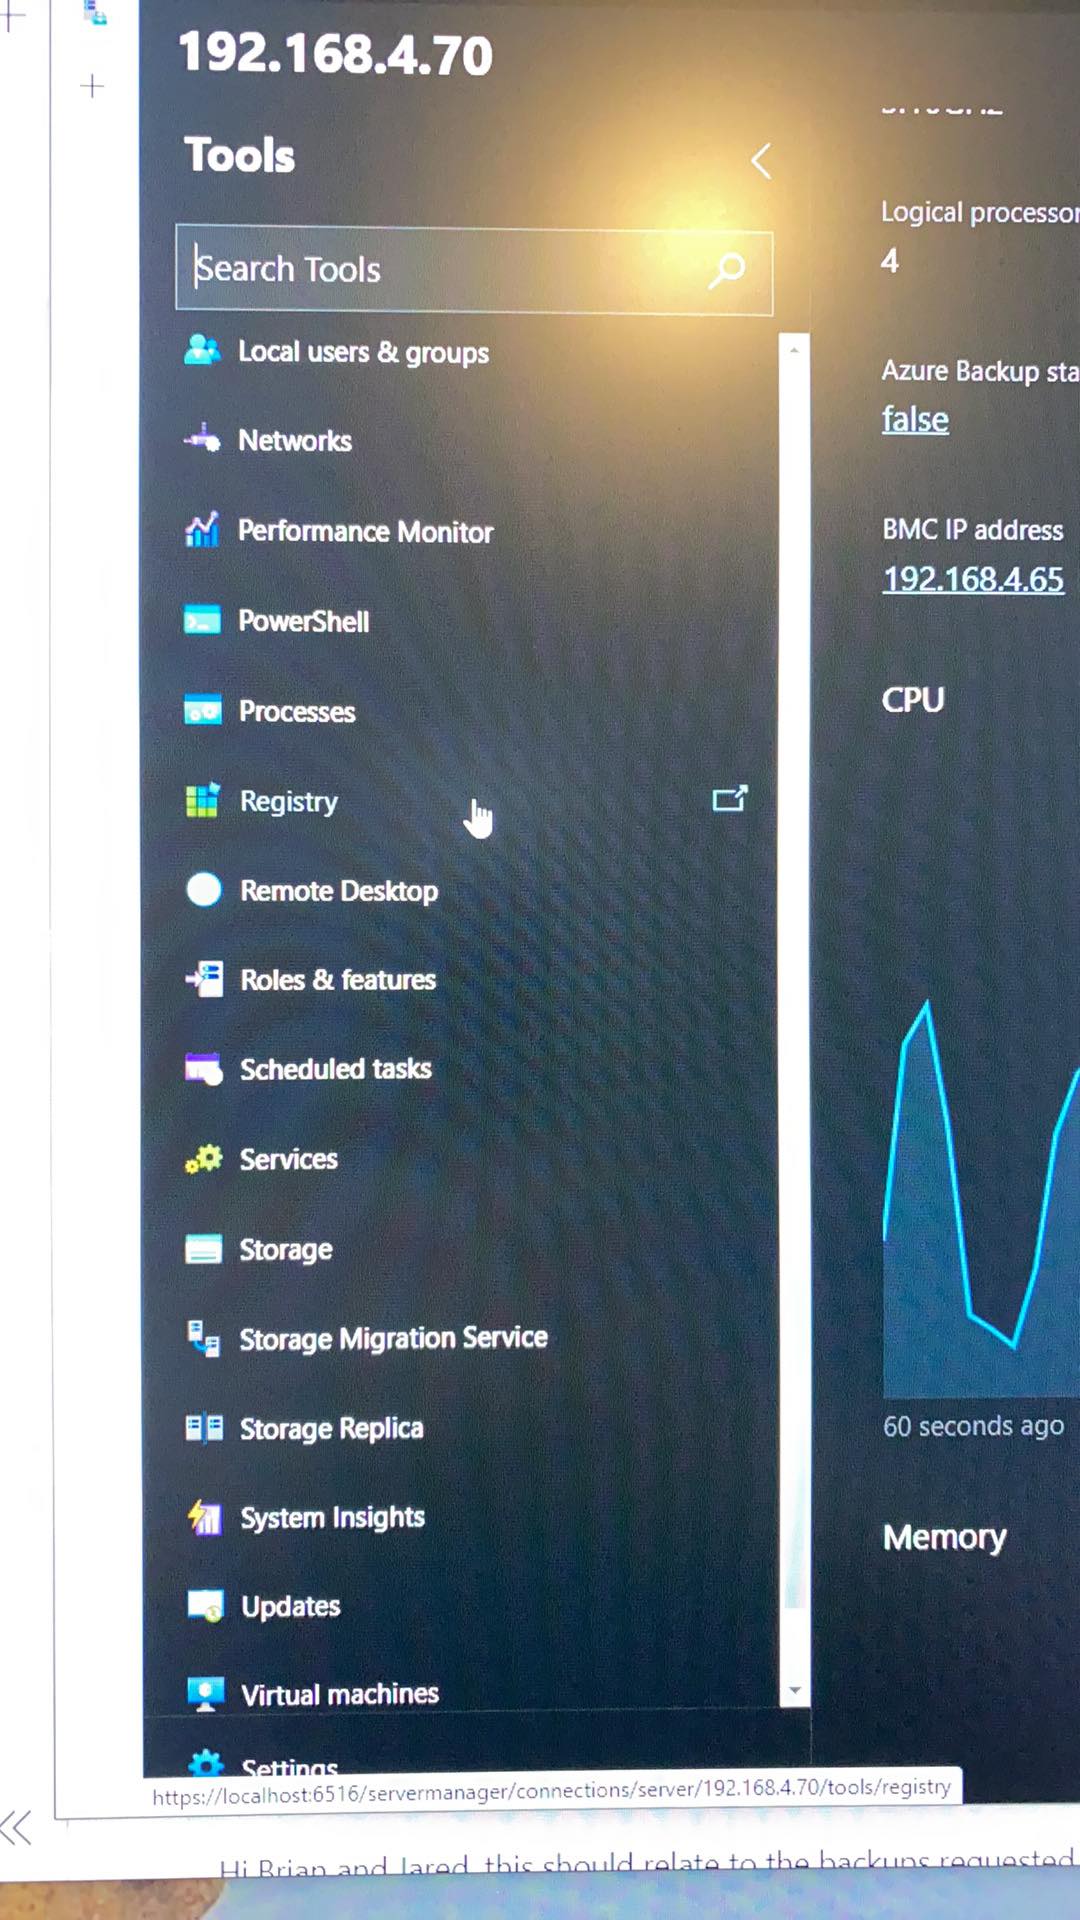 192.168.4.70
Tools
Search Tools
Local users & groups
Networks
Performance Monitor
PowerShell
Processes
Registry
Remote Desktop
Roles & features
Scheduled tasks
Services
Storage
Storage Migration Service
Storage Replica
System Insights
Updates
Virtual machines
Settings
Logical processor
4
Azure Backup sta
false
BMC IP address
192.168.4.65
CPU
60 seconds ago
Memory
https://localhost:6516/servermanager/connections/server/192.168.4.70/tools/registry
Hi Brian and Jared, this should relate to the backups requested